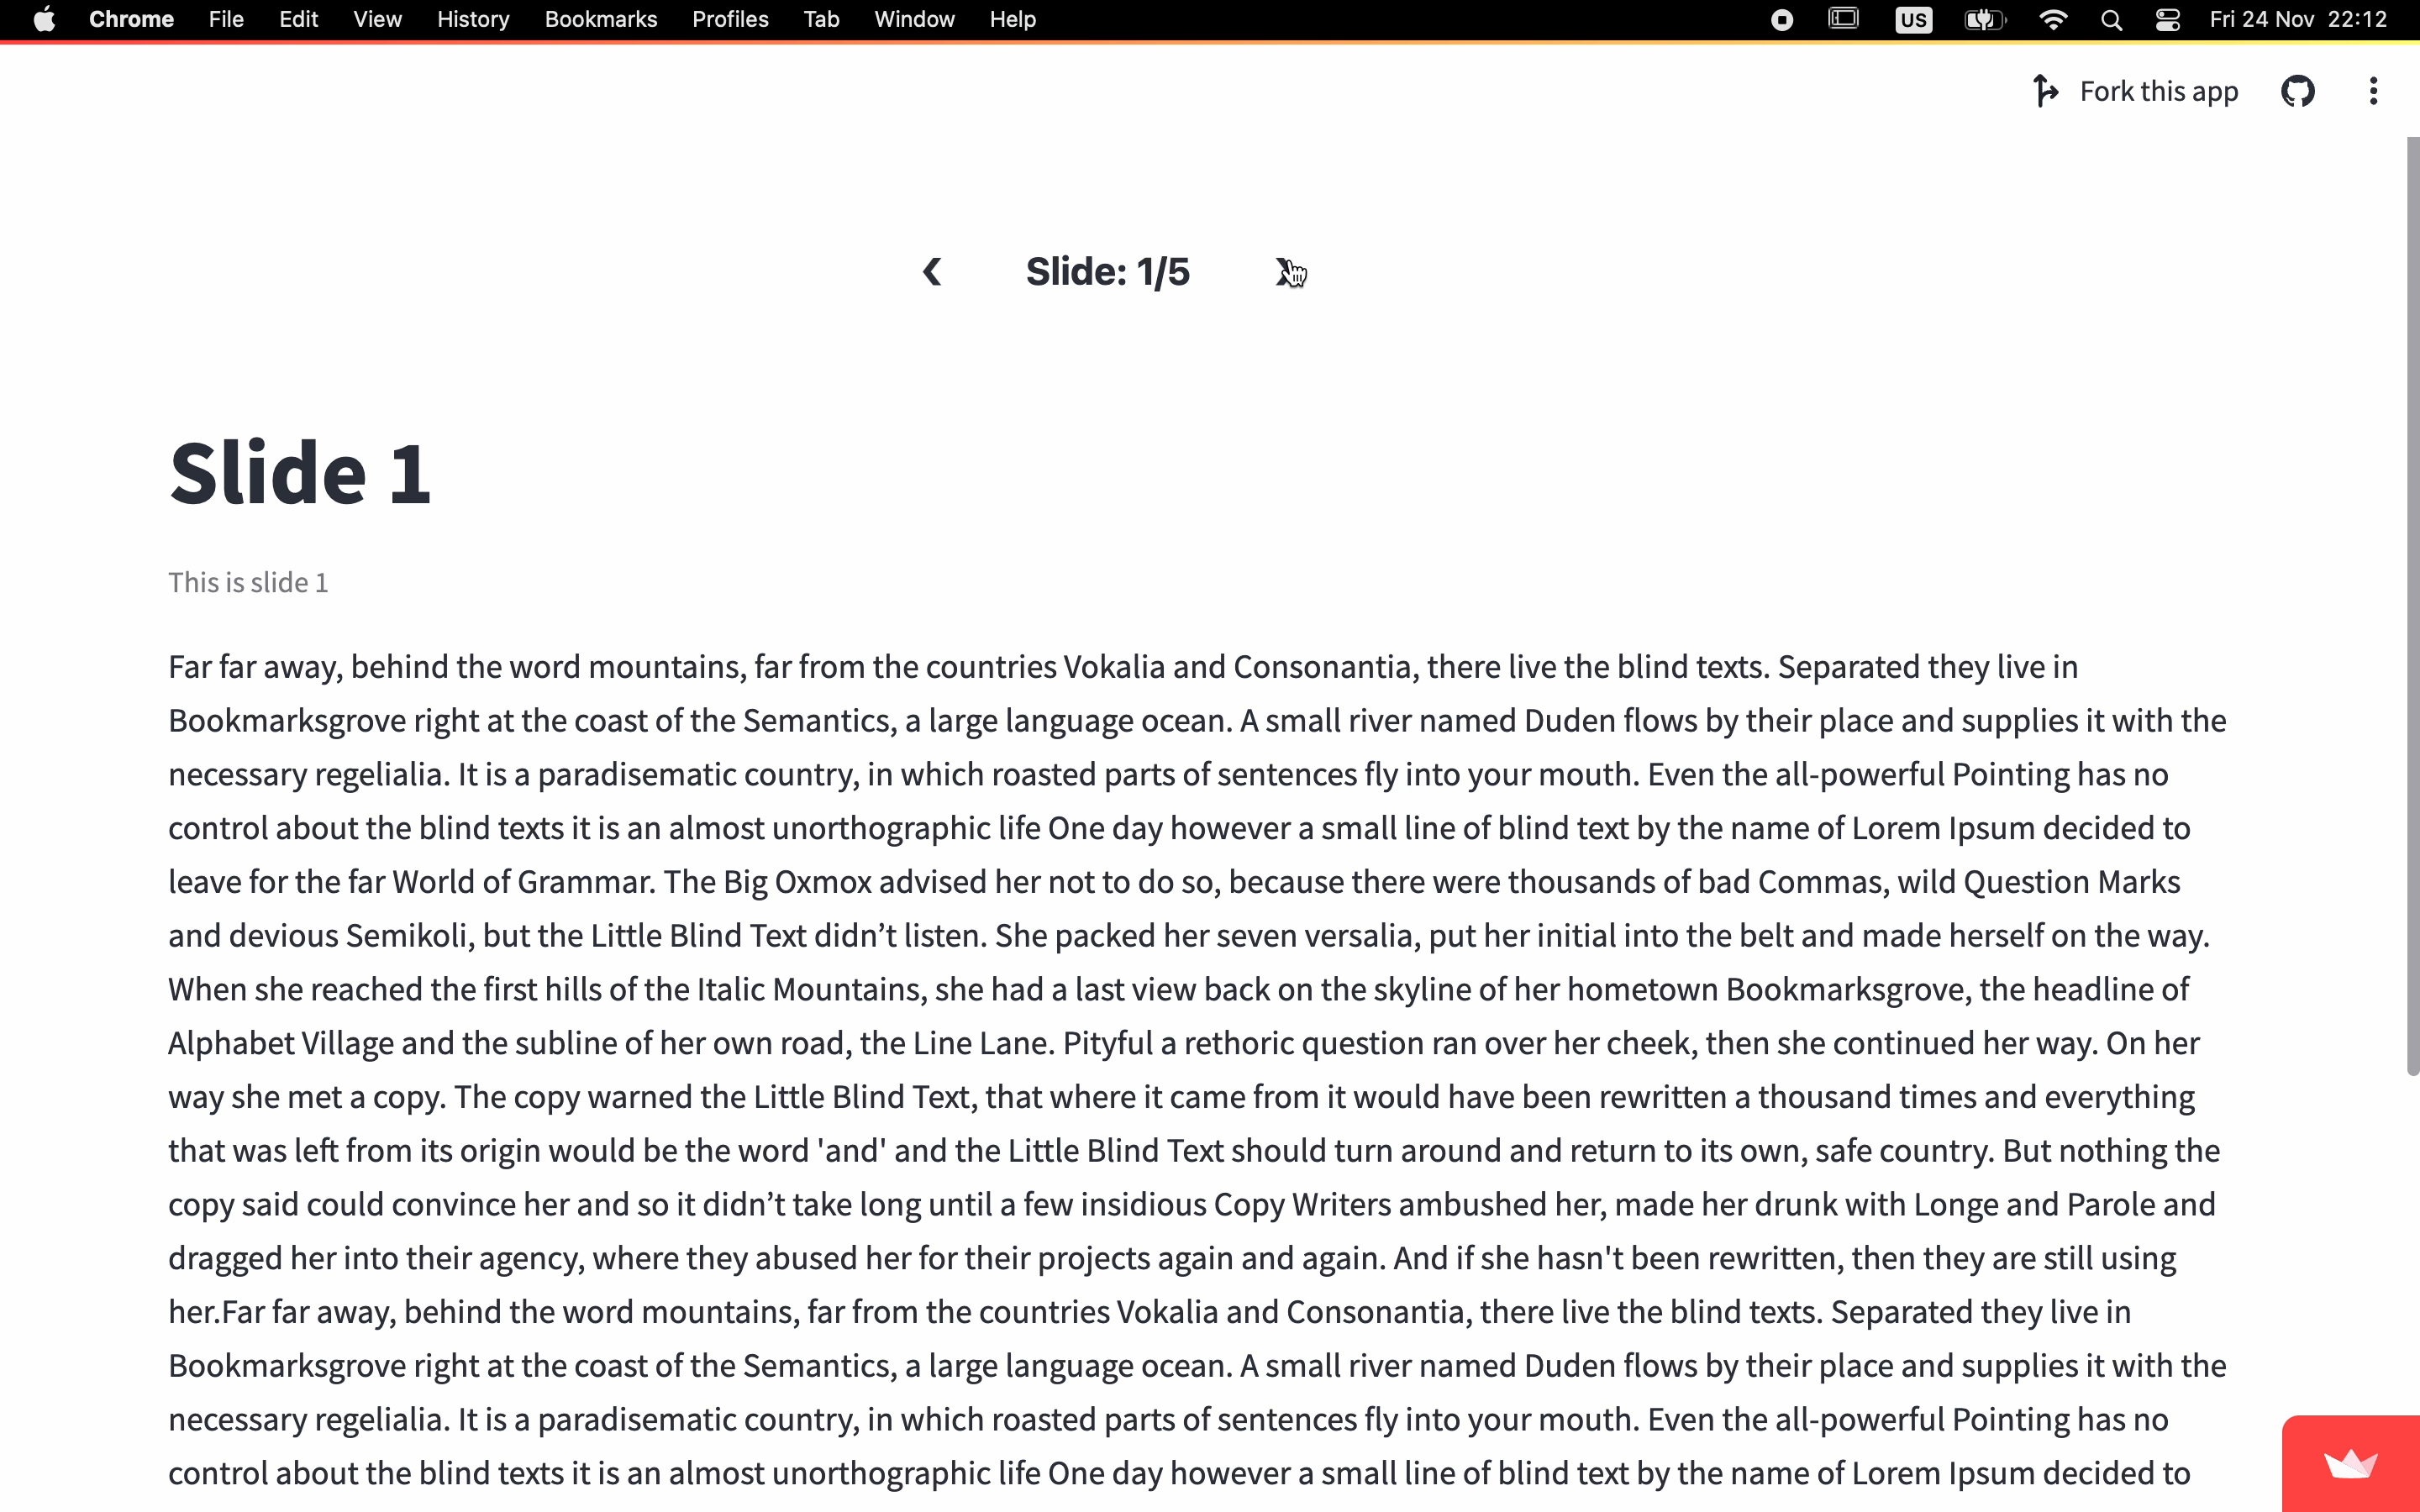 Chrome File Edit View History Bookmarks Profiles Tab Window Help US Fri 24 Nov 22:12
Fork this app
Slide: 1/5
Slide 1
This is slide 1
Far far away, behind the word mountains, far from the countries Vokalia and Consonantia, there live the blind texts. Separated they live in
Bookmarksgrove right at the coast of the Semantics, a large language ocean. A small river named Duden flows by their place and supplies it with the
necessary regelialia. It is a paradisematic country, in which roasted parts of sentences fly into your mouth. Even the all-powerful Pointing has no
control about the blind texts it is an almost unorthographic life One day however a small line of blind text by the name of Lorem Ipsum decided to
leave for the far World of Grammar. The Big Oxmox advised her not to do so, because there were thousands of bad Commas, wild Question Marks
and devious Semikoli, but the Little Blind Text didn’t listen. She packed her seven versalia, put her initial into the belt and made herself on the way.
When she reached the first hills of the Italic Mountains, she had a last view back on the skyline of her hometown Bookmarksgrove, the headline of
Alphabet Village and the subline of her own road, the Line Lane. Pityful a rethoric question ran over her cheek, then she continued her way. On her
way she met a copy. The copy warned the Little Blind Text, that where it came from it would have been rewritten a thousand times and everything
that was left from its origin would be the word 'and' and the Little Blind Text should turn around and return to its own, safe country. But nothing the
copy said could convince her and so it didn’t take long until a few insidious Copy Writers ambushed her, made her drunk with Longe and Parole and
dragged her into their agency, where they abused her for their projects again and again. And if she hasn't been rewritten, then they are still using
her.Far far away, behind the word mountains, far from the countries Vokalia and Consonantia, there live the blind texts. Separated they live in
Bookmarksgrove right at the coast of the Semantics, a large language ocean. A small river named Duden flows by their place and supplies it with the
necessary regelialia. It is a paradisematic country, in which roasted parts of sentences fly into your mouth. Even the all-powerful Pointing has no
control about the blind texts it is an almost unorthographic life One day however a small line of blind text by the name of Lorem Ipsum decided to